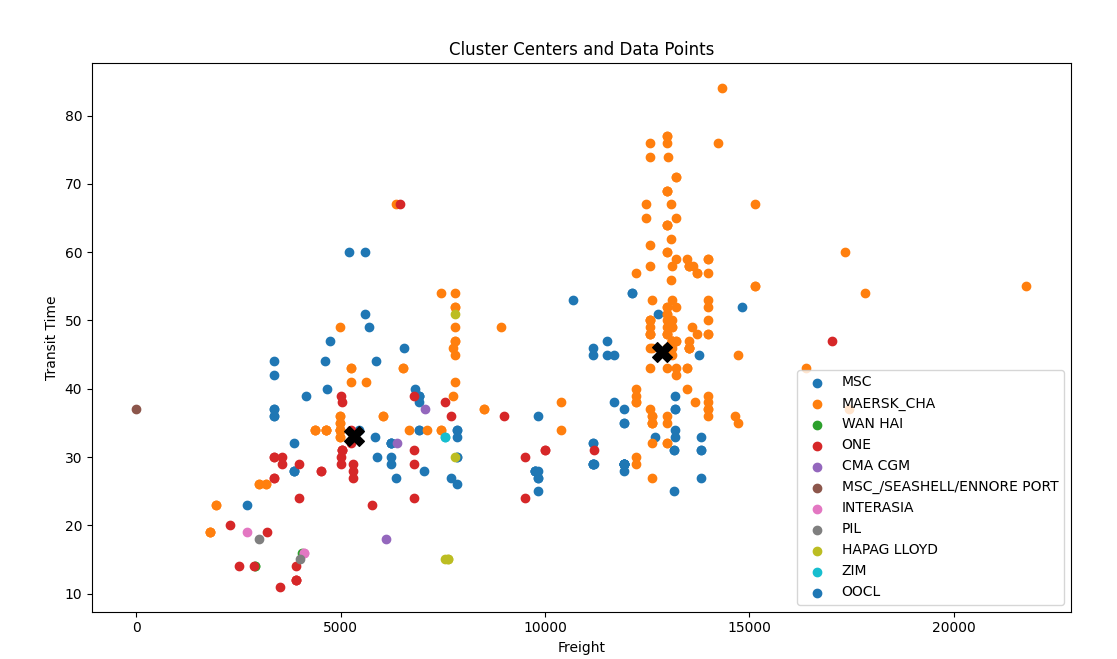 Cluster Centers and Data Points
Transit Time
80
70
60
50
40
30
20
10
0
5000
10000
15000
20000
Freight
MSC
MAERSK_CHA
WAN HAI
ONE
CMA CGM
MSC_/SEASHELL/ENNORE PORT
INTERASIA
PIL
HAPAG LLOYD
ZIM
OOCL